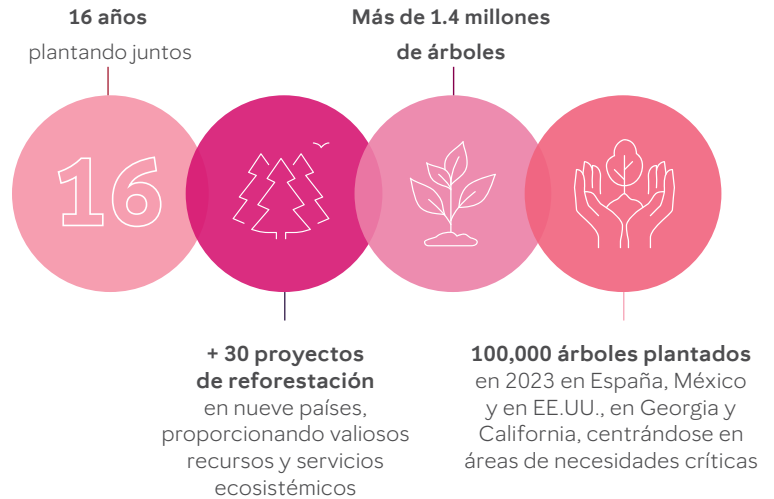 16 años
plantando juntos
Más de 1.4 millones
de árboles
16
+ 30 proyectos
de reforestación
en nueve países,
proporcionando valiosos
recursos y servicios
ecosistémicos
100,000 árboles plantados
en 2023 en España, México
y en EE.UU., en Georgia y
California, centrándose en
áreas de necesidades críticas